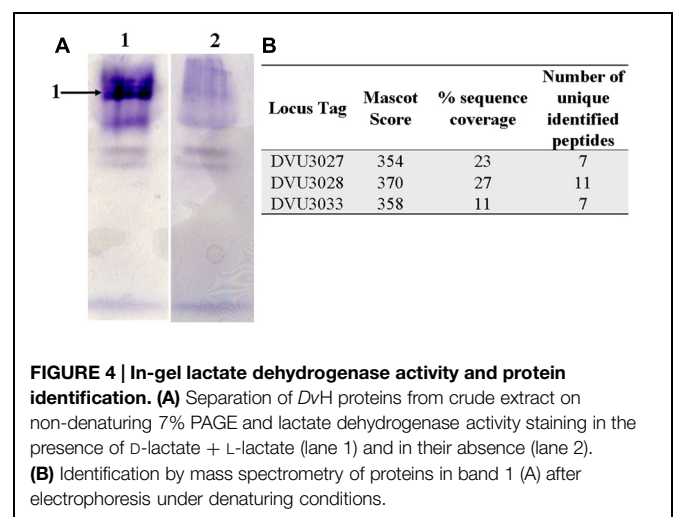 A 1 2 B
1
Locus Tag Mascot Score % sequence coverage Number of unique identified peptides
DVU3027 354 23 7
DVU3028 370 27 11
DVU3033 358 11 7
FIGURE 4 | In-gel lactate dehydrogenase activity and protein
identification. (A) Separation of DvH proteins from crude extract on
non-denaturing 7% PAGE and lactate dehydrogenase activity staining in the
presence of D-lactate + L-lactate (lane 1) and in their absence (lane 2).
(B) Identification by mass spectrometry of proteins in band 1 (A) after
electrophoresis under denaturing conditions.